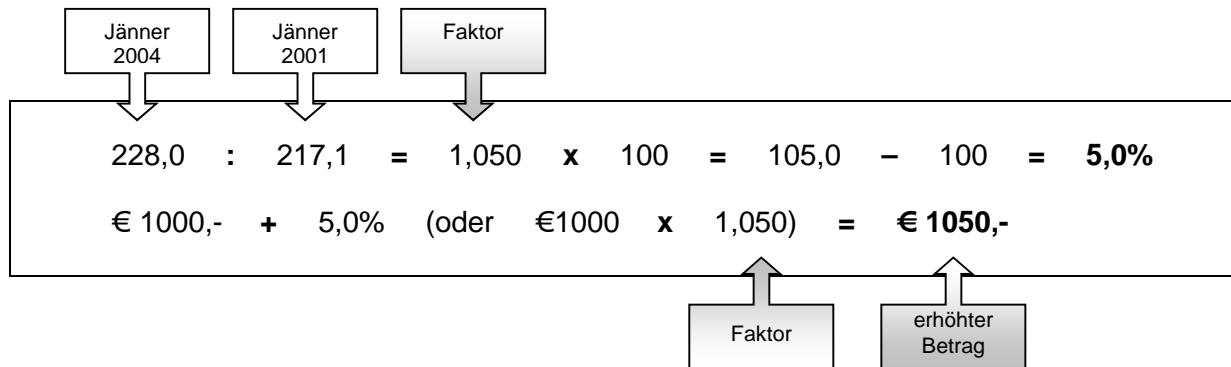 Jänner
2004
Jänner
2001
Faktor
228,0 : 217,1 = 1,050 x 100 = 105,0 – 100 = 5,0%
€ 1000,- + 5,0% (oder €1000 x 1,050) = € 1050,-
Faktor
erhöhter
Betrag